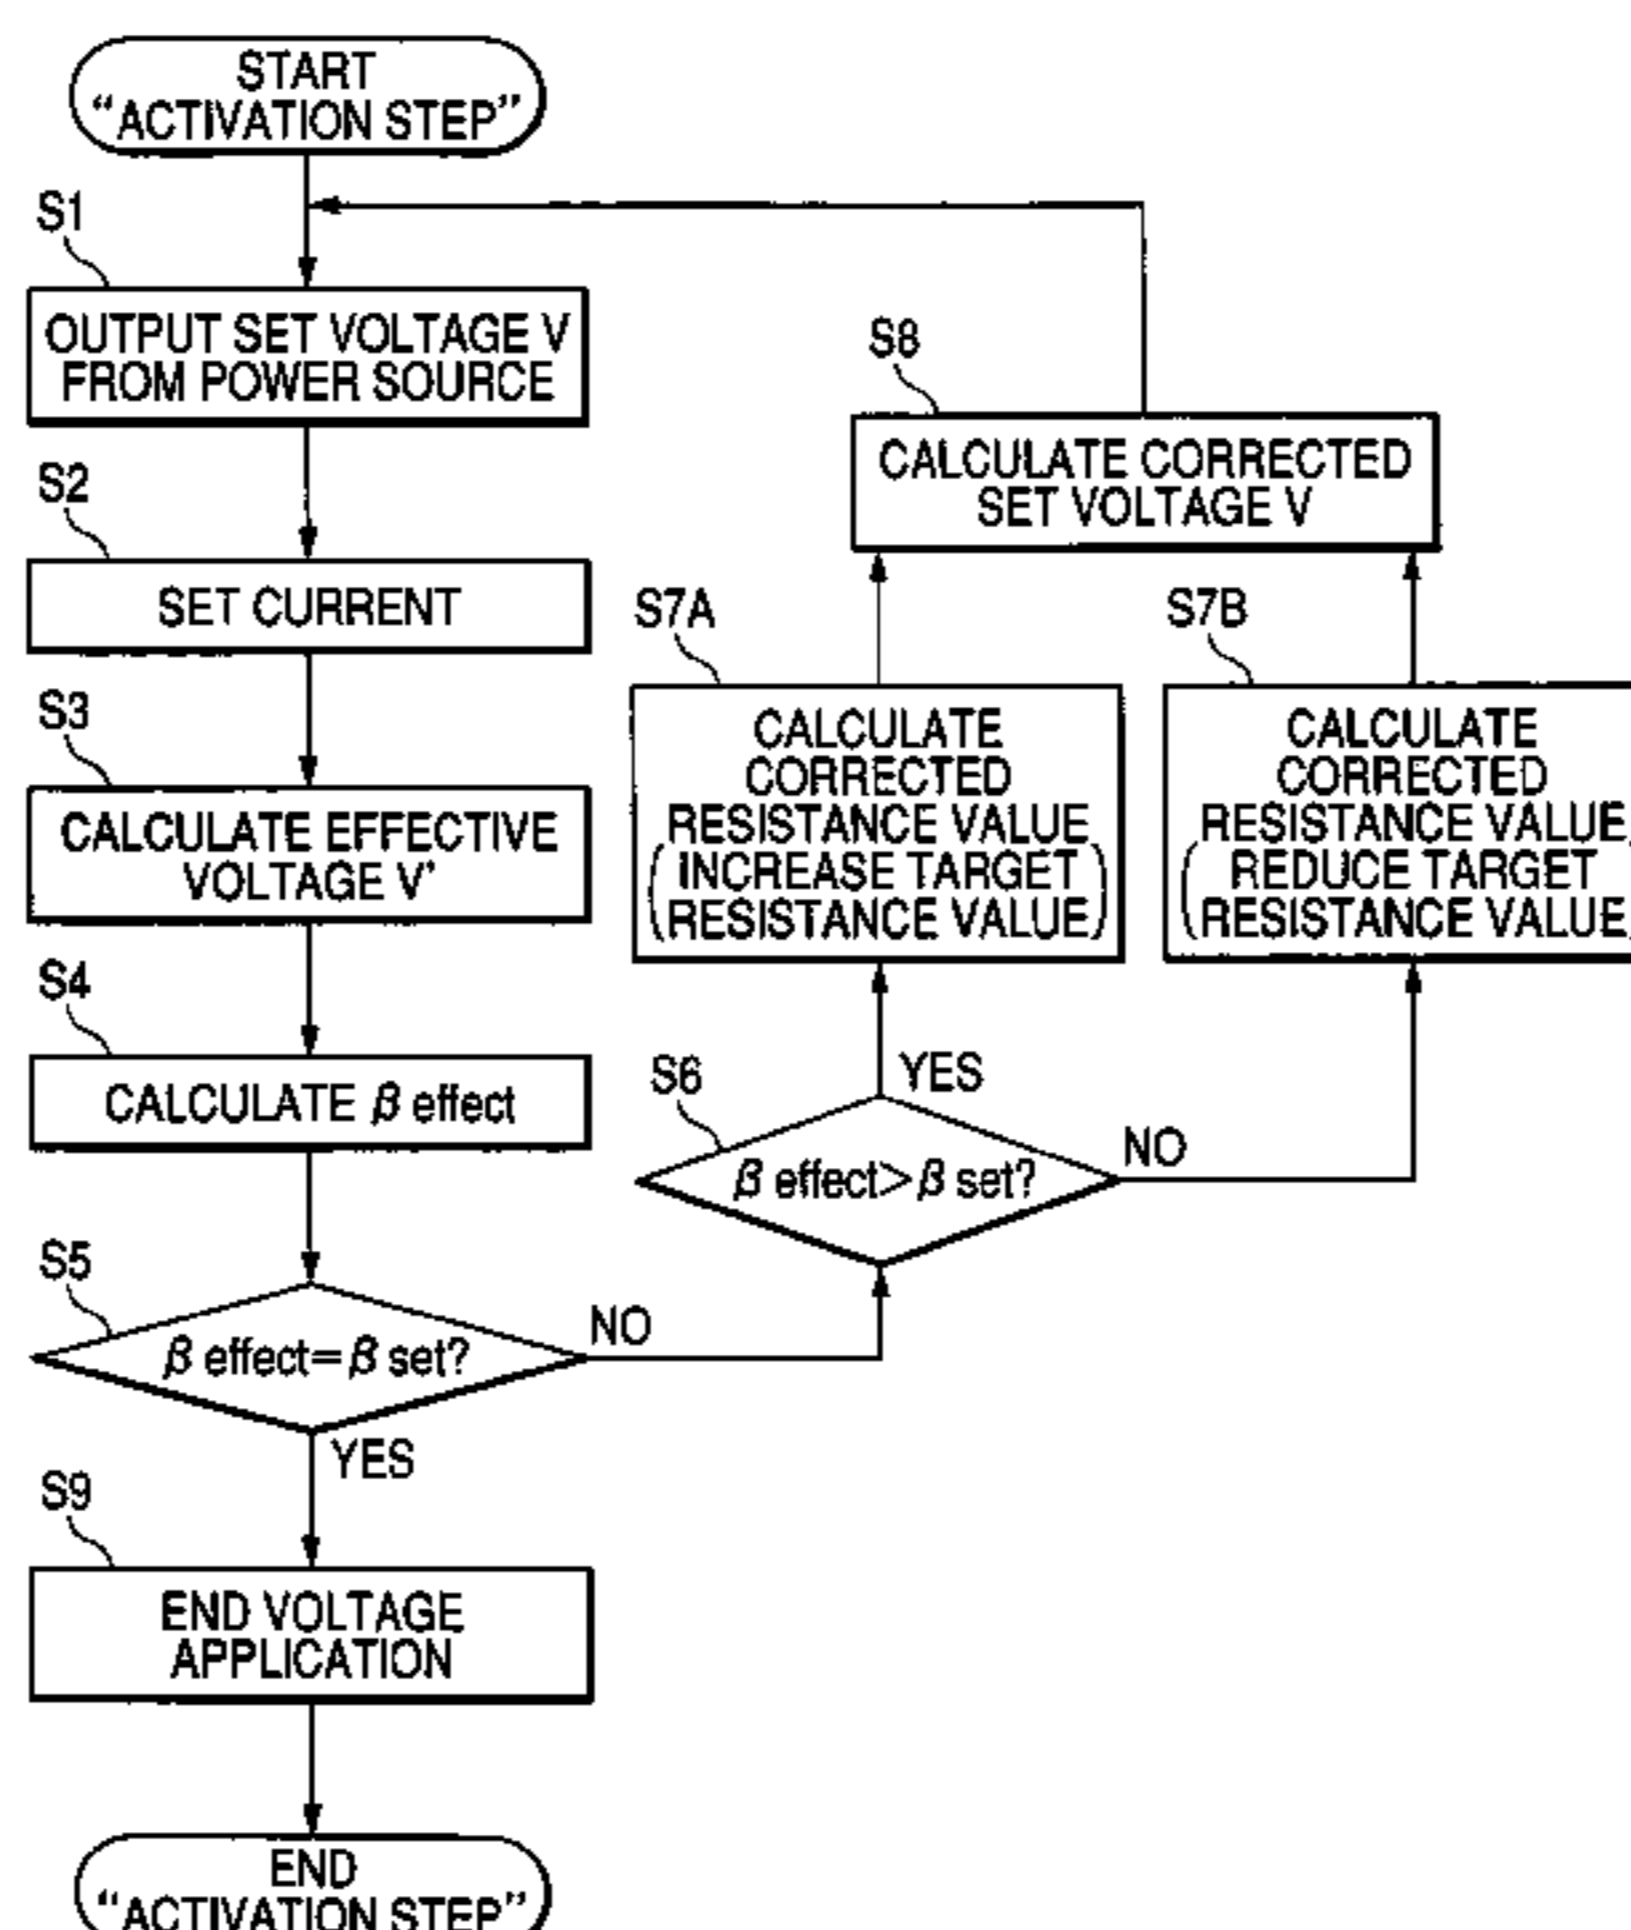 START
“ACTIVATION STEP”
S1
OUTPUT SET VOLTAGE V
FROM POWER SOURCE
S2
SET CURRENT
S3
CALCULATE EFFECTIVE
VOLTAGE V'
S4
CALCULATE β effect
S5
β effect=β set?
NO
YES
S6
β effect>β set?
YES
NO
S7A
CALCULATE
CORRECTED
RESISTANCE VALUE
(INCREASE TARGET
RESISTANCE VALUE)
S7B
CALCULATE
CORRECTED
RESISTANCE VALUE
(REDUCE TARGET
RESISTANCE VALUE)
S8
CALCULATE CORRECTED
SET VOLTAGE V
S9
END VOLTAGE
APPLICATION
END
“ACTIVATION STEP”